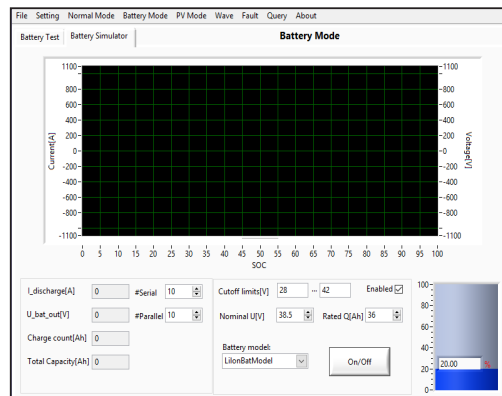 File Setting Normal Mode Battery Mode PV Mode Wave Fault Query About
Battery Test Battery Simulator Battery Mode
1100 1100
800 800
600 600
400 400
200 200
0 0
-200 -200
-400 -400
-600 -600
-800 -800
-1100 -1100
Current[A]
Voltage[V]
0 5 10 15 20 25 30 35 40 45 50 55 60 65 70 75 80 85 90 95 100
SOC
I_discharge[A] 0 #Serial 10
U_bat_out[V] 0 #Parallel 10
Charge count[Ah] 0
Total Capacity[Ah] 0
Cutoff limits[V] 28 ... 42 Enabled
Nominal U[V] 38.5 Rated Q[Ah] 36
Battery model:
LiIonBatModel On/Off
100
80
60
40
20
0
20.00 %